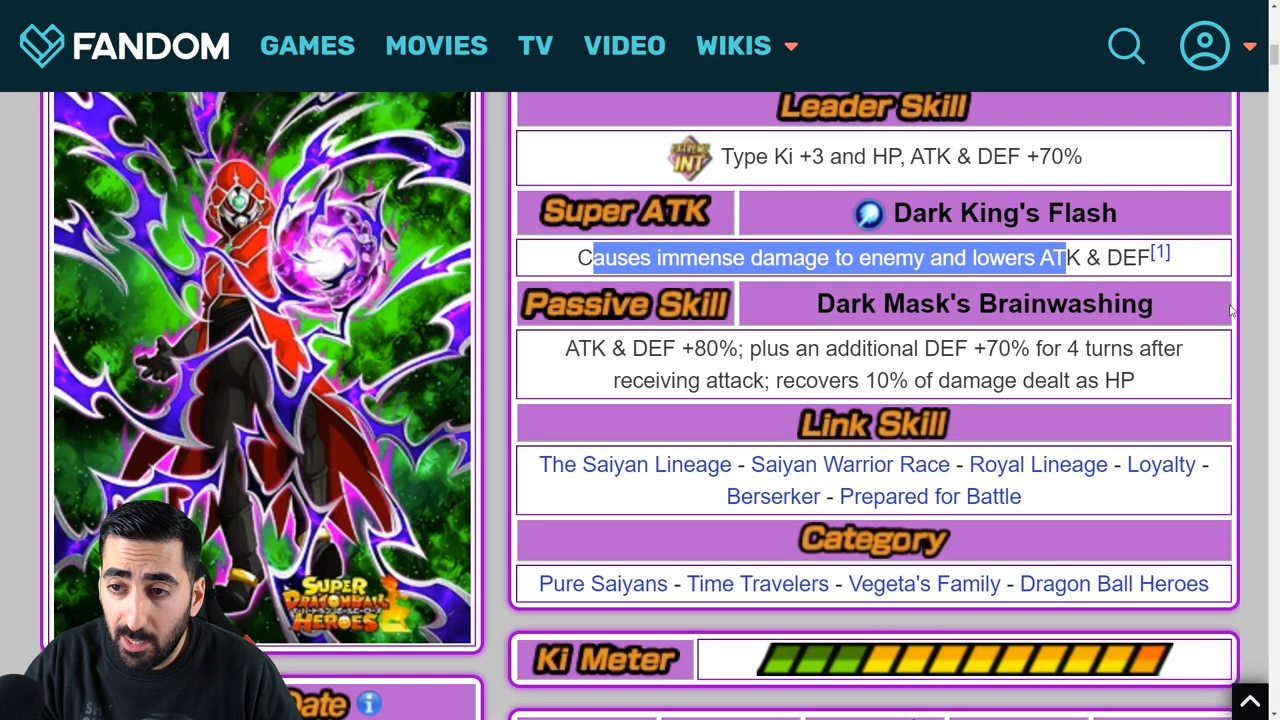 FANDOM GAMES MOVIES TV VIDEO WIKIS
Leader Skill
EXTREME INT Type Ki +3 and HP, ATK & DEF +70%
Super ATK Dark King's Flash
Causes immense damage to enemy and lowers ATK & DEF[1]
Passive Skill Dark Mask's Brainwashing
ATK & DEF +80%; plus an additional DEF +70% for 4 turns after
receiving attack; recovers 10% of damage dealt as HP
Link Skill
The Saiyan Lineage - Saiyan Warrior Race - Royal Lineage - Loyalty -
Berserker - Prepared for Battle
Category
Pure Saiyans - Time Travelers - Vegeta's Family - Dragon Ball Heroes
Ki Meter
SUPER
DRAGON BALL
HEROES
Date i